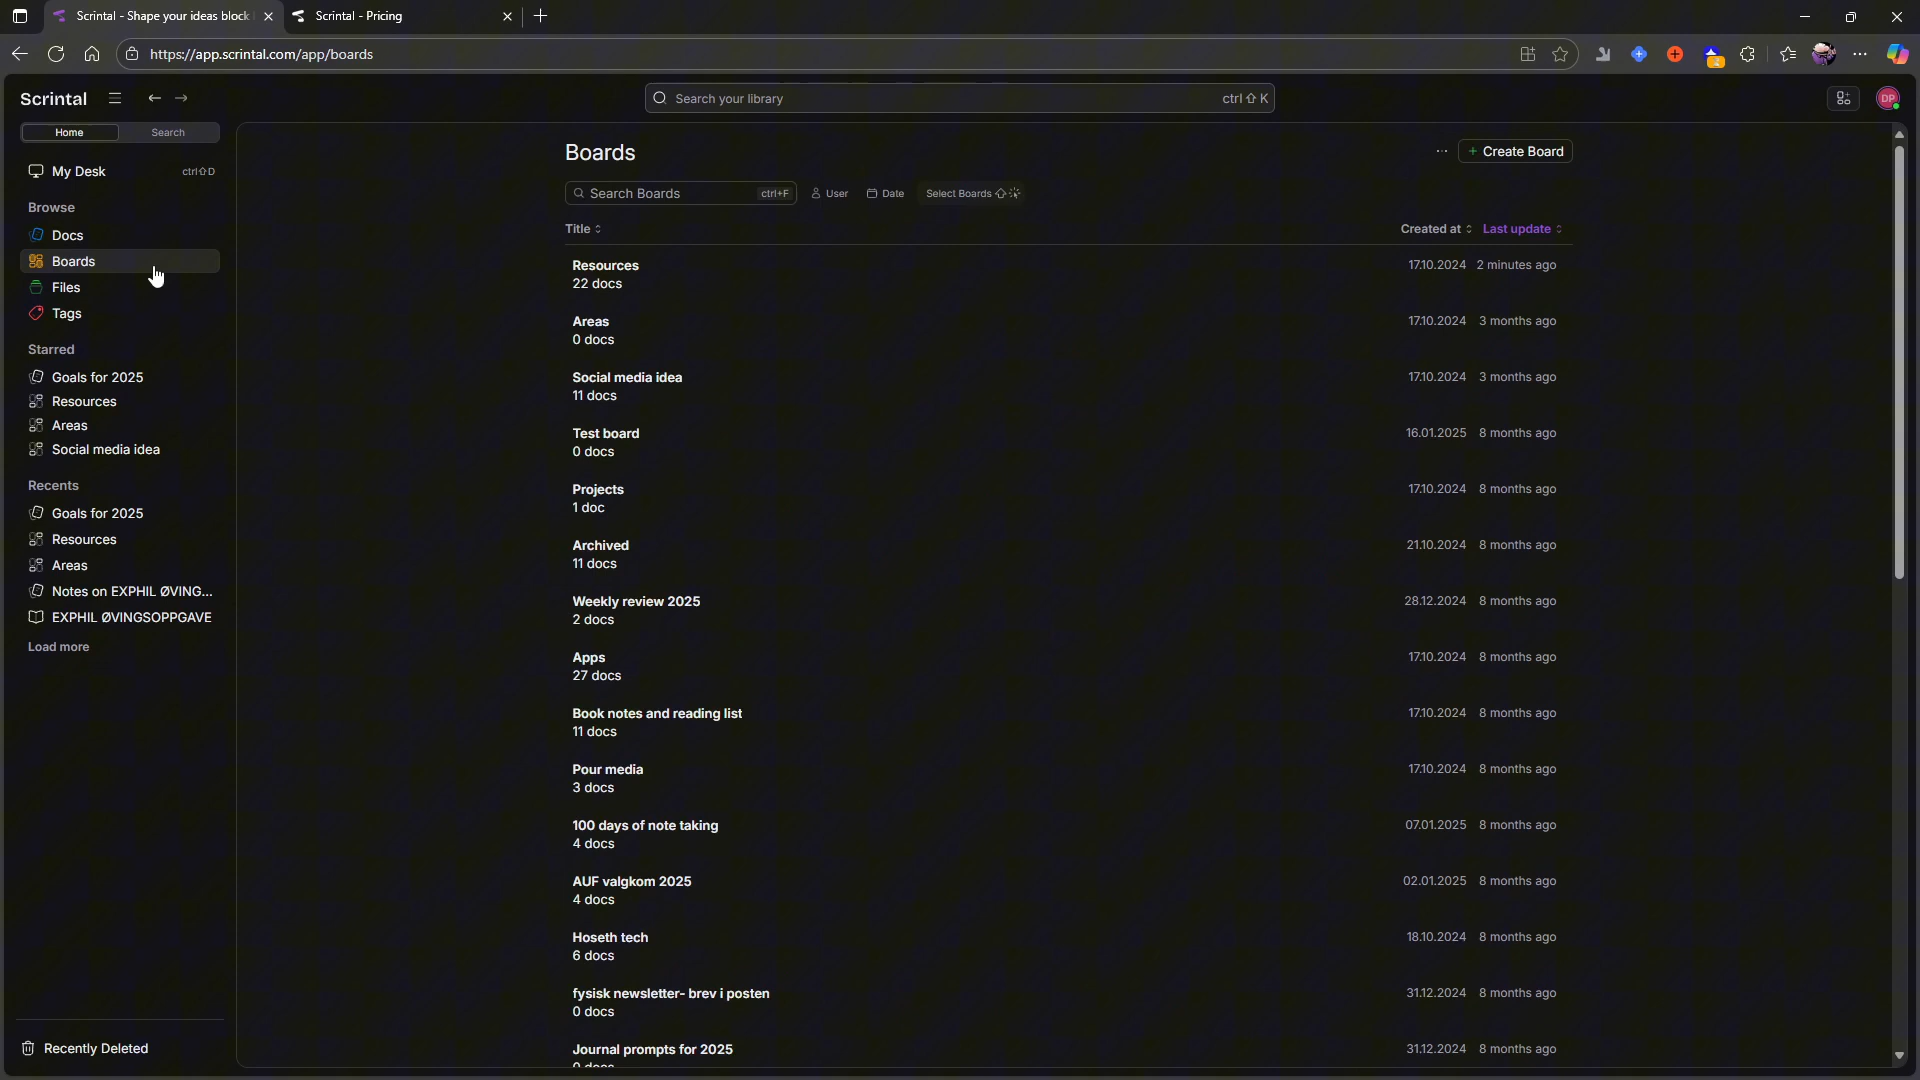 Scrintal - Shape your ideas block
Scrintal - Pricing
https://app.scrintal.com/app/boards
Scrintal
Search your library
ctrl⇧K
DP
Home
Search
My Desk
ctrl⇧D
Browse
Docs
Boards
Files
Tags
Starred
Goals for 2025
Resources
Areas
Social media idea
Recents
Goals for 2025
Resources
Areas
Notes on EXPHIL ØVING...
EXPHIL ØVINGSOPPGAVE
Load more
Recently Deleted
Boards
... + Create Board
Search Boards ctrl+F
User
Date
Select Boards
Title
Created at
Last update
Resources
22 docs
17.10.2024 2 minutes ago
Areas
0 docs
17.10.2024 3 months ago
Social media idea
11 docs
17.10.2024 3 months ago
Test board
0 docs
16.01.2025 8 months ago
Projects
1 doc
17.10.2024 8 months ago
Archived
11 docs
21.10.2024 8 months ago
Weekly review 2025
2 docs
28.12.2024 8 months ago
Apps
27 docs
17.10.2024 8 months ago
Book notes and reading list
11 docs
17.10.2024 8 months ago
Pour media
3 docs
17.10.2024 8 months ago
100 days of note taking
4 docs
07.01.2025 8 months ago
AUF valgkom 2025
4 docs
02.01.2025 8 months ago
Hoseth tech
6 docs
18.10.2024 8 months ago
fysisk newsletter- brev i posten
0 docs
31.12.2024 8 months ago
Journal prompts for 2025
0 docs
31.12.2024 8 months ago